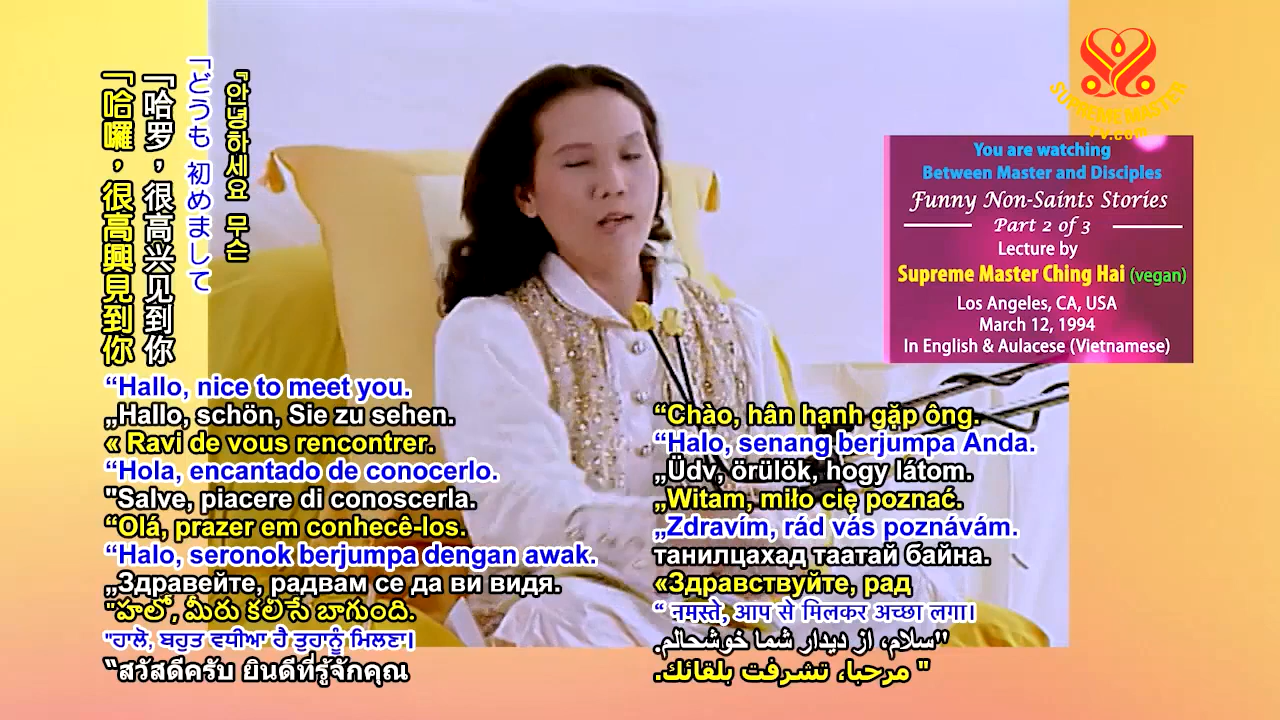 「哈囉，很高興見到你
「哈罗，很高兴见到你
「どうも 初めまして
『안녕하세요 무슨
SUPREME MASTER
TV.com
You are watching
Between Master and Disciples
Funny Non-Saints Stories
Part 2 of 3
Lecture by
Supreme Master Ching Hai (vegan)
Los Angeles, CA, USA
March 12, 1994
In English & Aulacese (Vietnamese)
“Hallo, nice to meet you.
„Hallo, schön, Sie zu sehen.
« Ravi de vous rencontrer.
“Hola, encantado de conocerlo.
"Salve, piacere di conoscerla.
“Olá, prazer em conhecê-los.
“Halo, seronok berjumpa dengan awak.
„Здравейте, радвам се да ви видя.
"హలో, మీరు కలిసే బాగుంది.
"ਹਾਲੋ, ਬਹੁਤ ਵਧੀਆ ਹੈ ਤੁਹਾਨੂੰ ਮਿਲਣਾ।
“สวัสดีครับ ยินดีที่รู้จักคุณ
“Chào, hân hạnh gặp ông.
“Halo, senang berjumpa Anda.
„Üdv, örülök, hogy látom.
„Witam, miło cię poznać.
„Zdravím, rád vás poznávám.
танилцахад таатай байна.
«Здравствуйте, рад
“ नमस्ते, आप से मिलकर अच्छा लगा।
"سلام، از دیدار شما خوشحالم.
" مرحبا، تشرفت بلقائك.